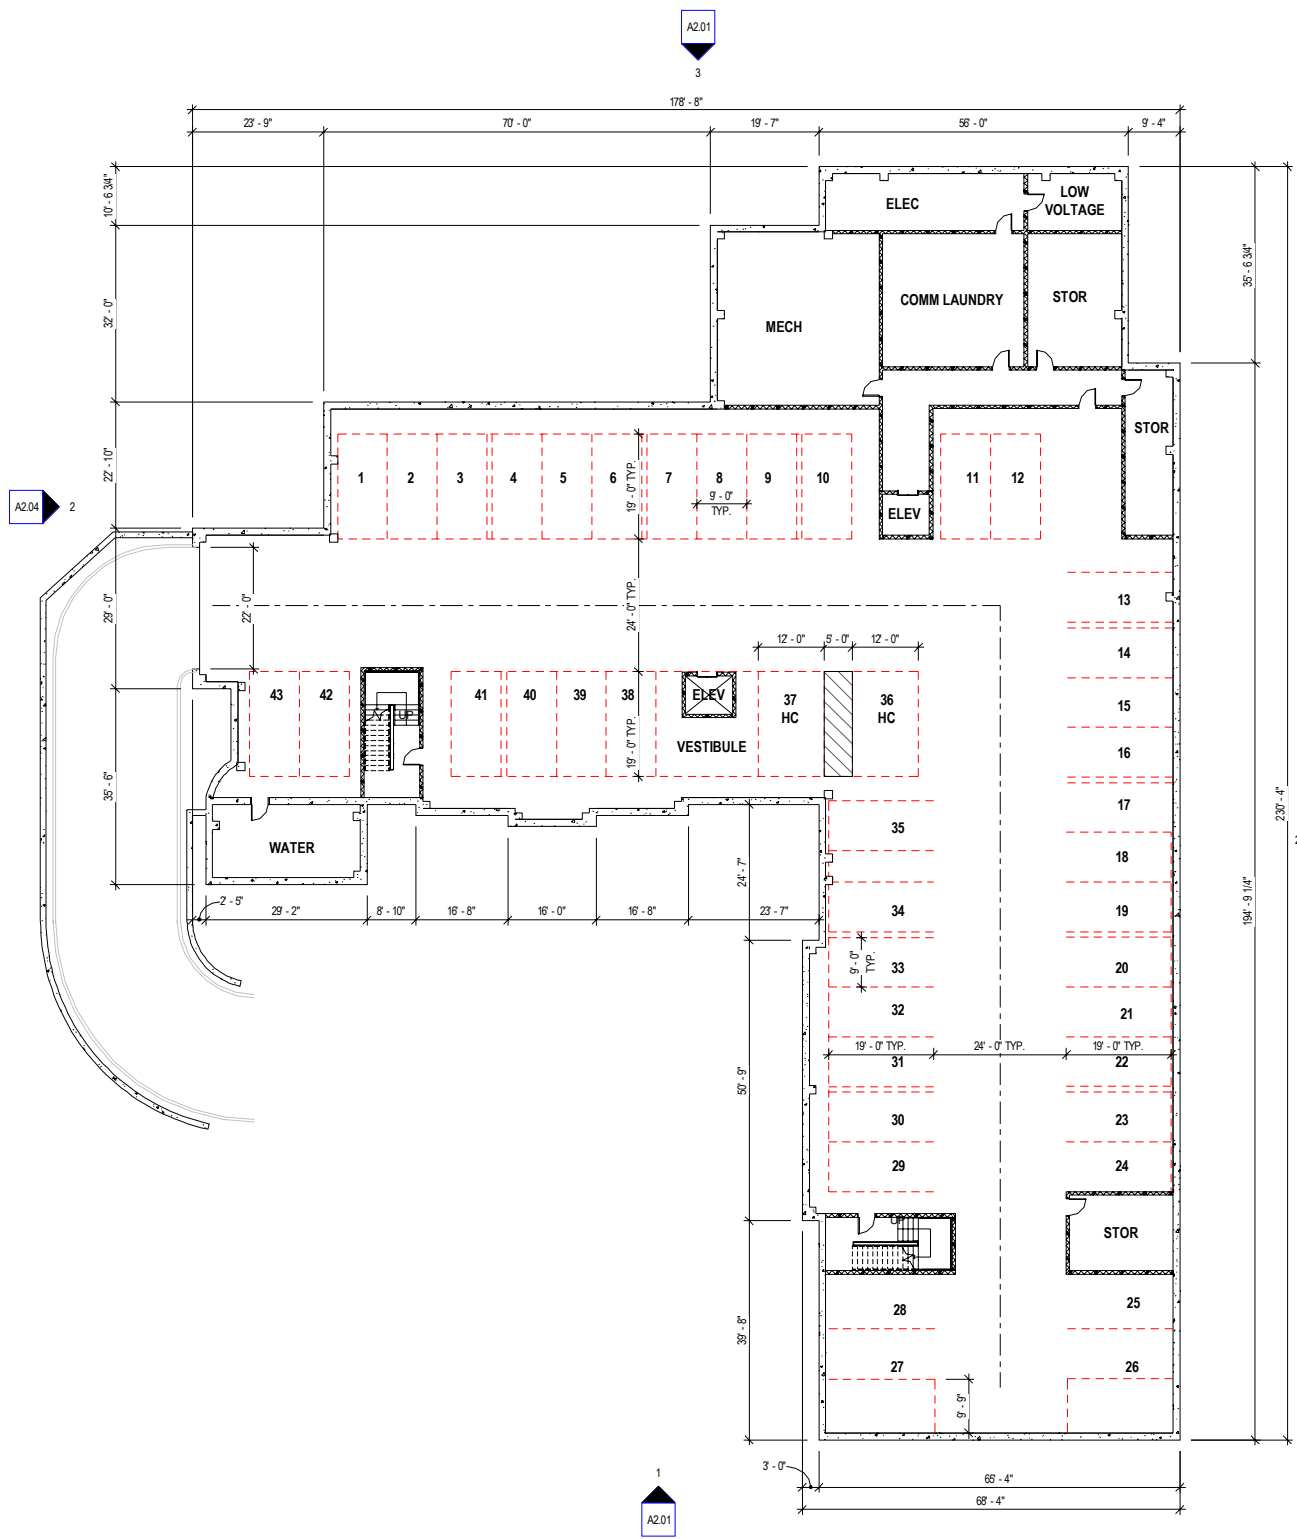 A2.01
3
178' - 8"
23' - 9"
70' - 0"
19' - 7"
56' - 0"
9' - 4"
10' - 6 3/4"
32' - 0"
22' - 10"
29' - 0"
35' - 6"
35' - 6 3/4"
230' - 4"
194' - 9 1/4"
2
ELEC
LOW
VOLTAGE
MECH
COMM LAUNDRY
STOR
STOR
1
2
3
4
5
6
7
8
9
10
11
12
19' - 0" TYP.
9' - 0"
TYP.
ELEV
A2.04
2
22' - 0"
24' - 0" TYP.
13
14
15
16
17
18
19
20
21
22
23
24
12' - 0"
5' - 0"
12' - 0"
43
42
UP
41
40
39
38
19' - 0" TYP.
ELEV
VESTIBULE
37
HC
36
HC
WATER
2' - 5"
29' - 2"
8' - 10"
16' - 8"
16' - 0"
16' - 8"
23' - 7"
24' - 7"
50' - 9"
39' - 8"
35
34
33
32
31
30
29
9' - 0"
TYP.
19' - 0" TYP.
24' - 0" TYP.
19' - 0" TYP.
UP
STOR
28
27
25
26
9' - 9"
3' - 0"
65' - 4"
68' - 4"
1
A2.01